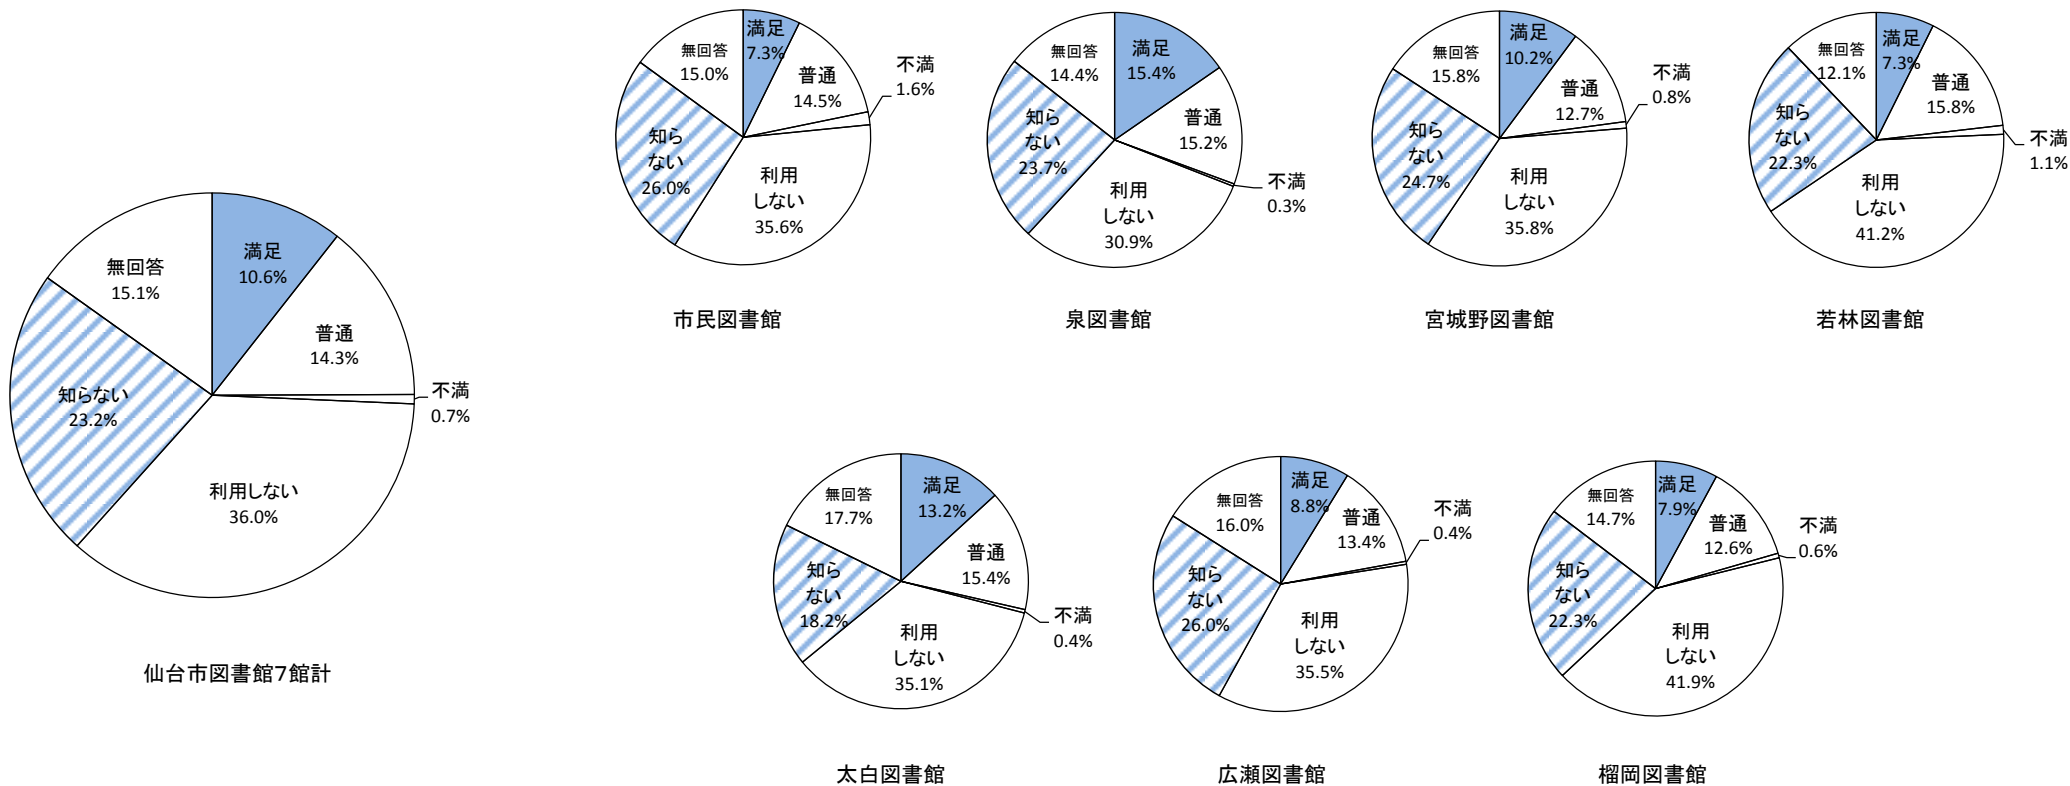 満足
10.6%
普通
14.3%
不満
0.7%
利用しない
36.0%
知らない
23.2%
無回答
15.1%
仙台市図書館7館計
満足
7.3%
普通
14.5%
不満
1.6%
利用
しない
35.6%
知ら
ない
26.0%
無回答
15.0%
市民図書館
満足
15.4%
普通
15.2%
不満
0.3%
利用
しない
30.9%
知ら
ない
23.7%
無回答
14.4%
泉図書館
満足
10.2%
普通
12.7%
不満
0.8%
利用
しない
35.8%
知ら
ない
24.7%
無回答
15.8%
宮城野図書館
満足
7.3%
普通
15.8%
不満
1.1%
利用
しない
41.2%
知ら
ない
22.3%
無回答
12.1%
若林図書館
満足
13.2%
普通
15.4%
不満
0.4%
利用
しない
35.1%
知ら
ない
18.2%
無回答
17.7%
太白図書館
満足
8.8%
普通
13.4%
不満
0.4%
利用
しない
35.5%
知ら
ない
26.0%
無回答
16.0%
広瀬図書館
満足
7.9%
普通
12.6%
不満
0.6%
利用
しない
41.9%
知ら
ない
22.3%
無回答
14.7%
榴岡図書館